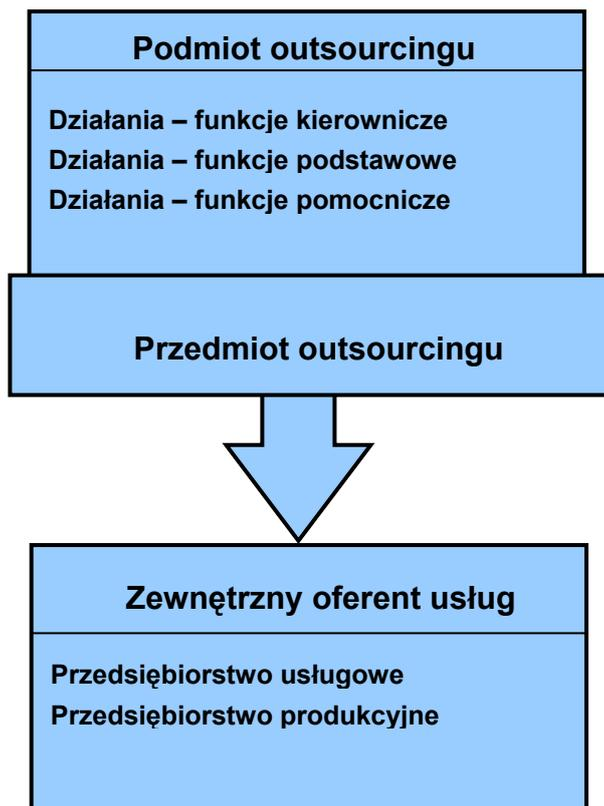 Podmiot outsourcingu
Działania – funkcje kierownicze
Działania – funkcje podstawowe
Działania – funkcje pomocnicze
Przedmiot outsourcingu
Zewnętrzny oferent usług
Przedsiębiorstwo usługowe
Przedsiębiorstwo produkcyjne